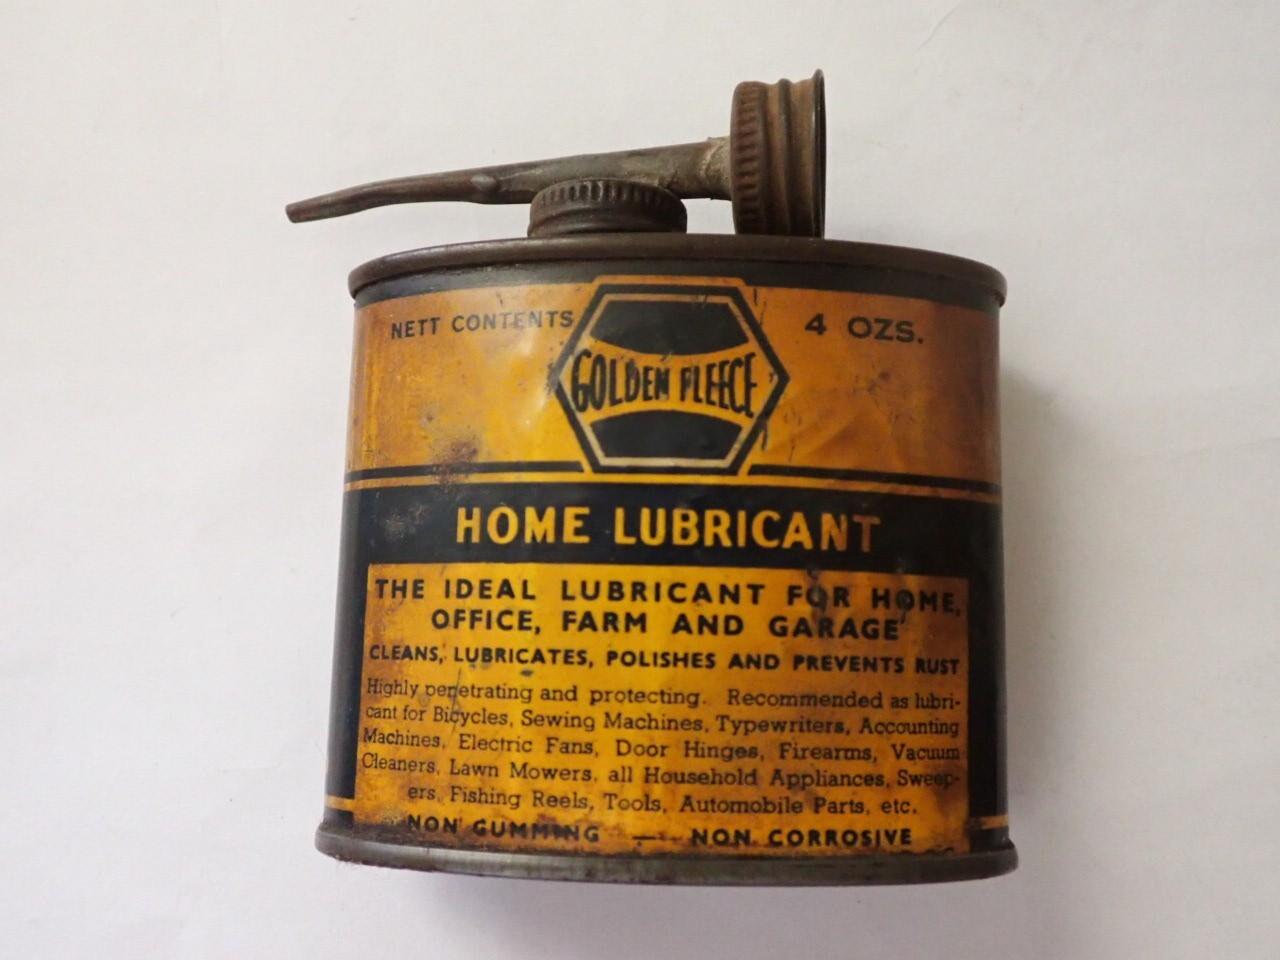 NETT CONTENTS 4 OZS.
GOLDEN FLEECE
HOME LUBRICANT
THE IDEAL LUBRICANT FOR HOME,
OFFICE, FARM AND GARAGE
CLEANS, LUBRICATES, POLISHES AND PREVENTS RUST
Highly penetrating and protecting. Recommended as lubri-
cant for Bicycles, Sewing Machines, Typewriters, Accounting
Machines, Electric Fans, Door Hinges, Firearms, Vacuum
Cleaners, Lawn Mowers, all Household Appliances, Sweep-
ers, Fishing Reels, Tools, Automobile Parts, etc.
NON GUMMING — NON CORROSIVE